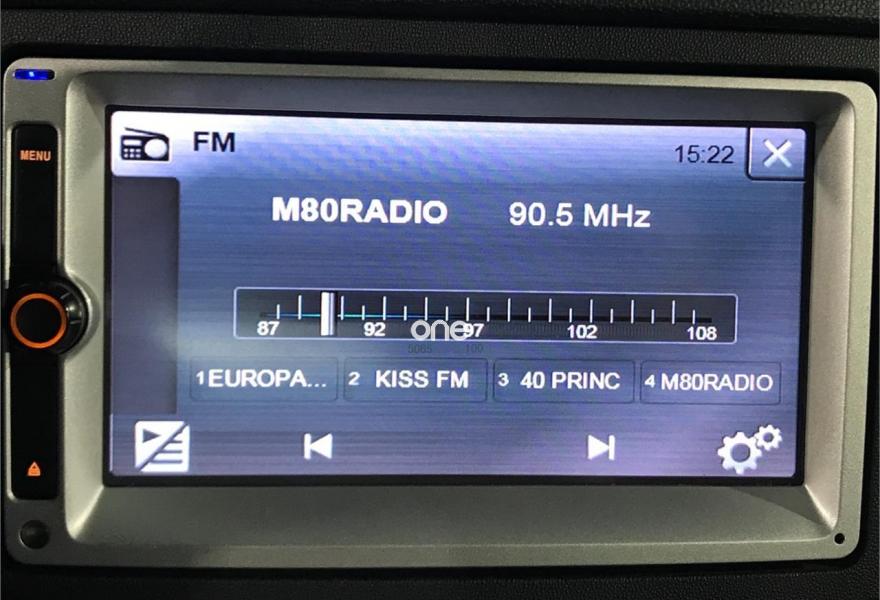 FM
15:22
MENU
M80RADIO 90.5 MHz
87 92 97 102 108
one
1 EUROPA... 2 KISS FM 3 40 PRINC 4 M80RADIO